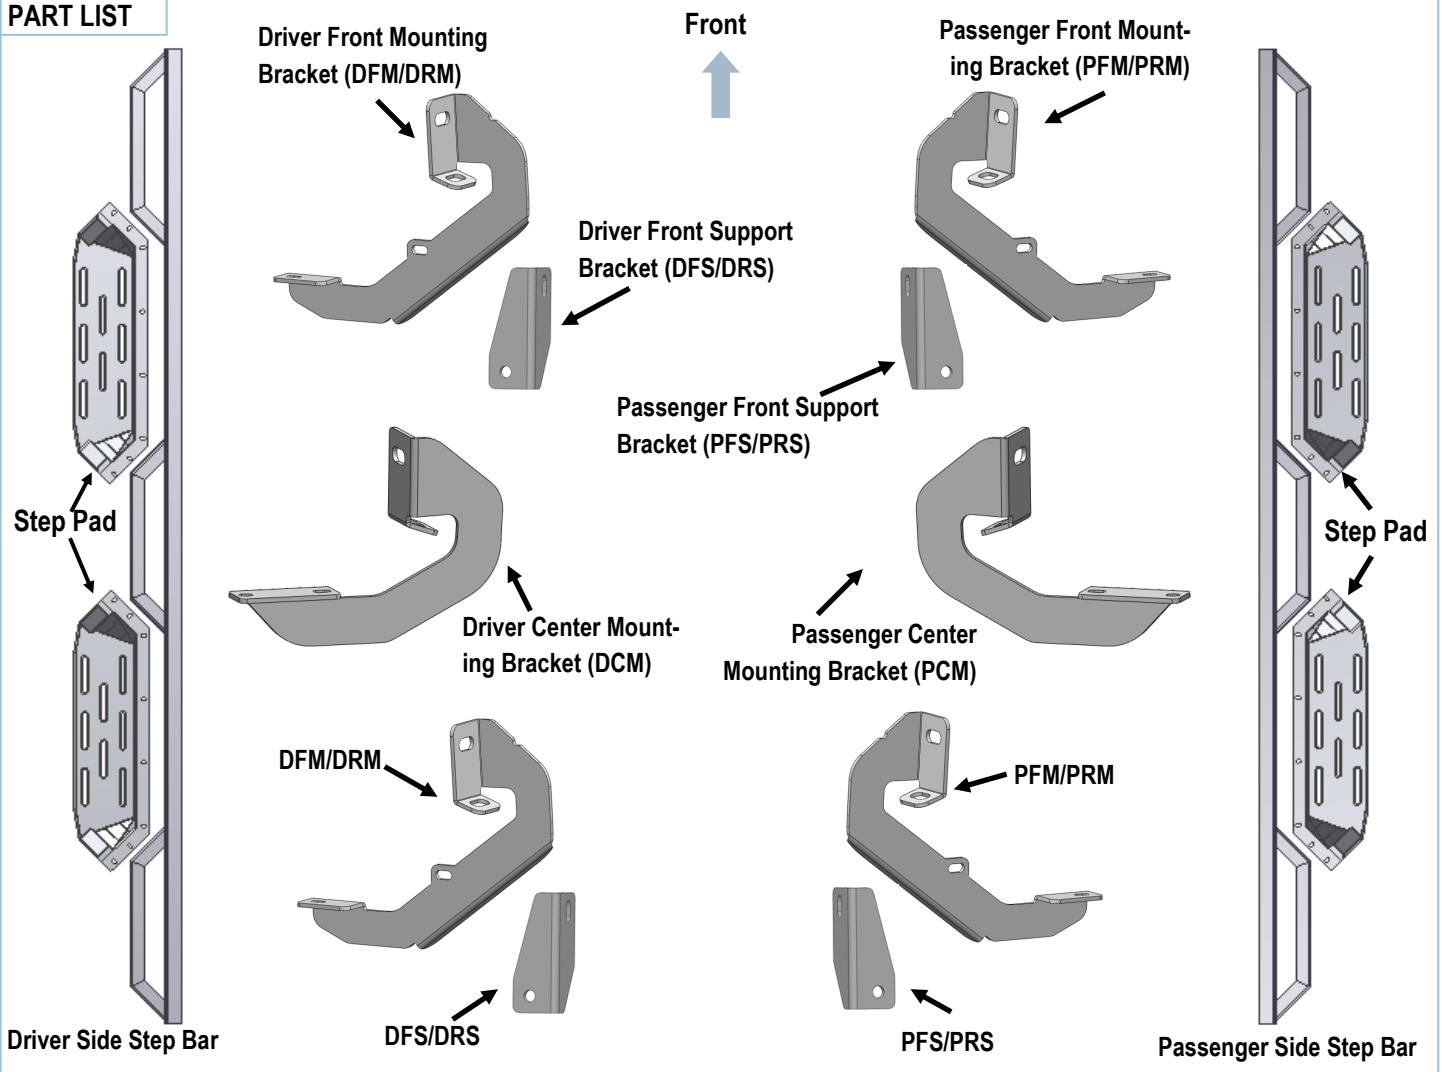 PART LIST
Front
Driver Front Mounting
Bracket (DFM/DRM)
Passenger Front Mount-
ing Bracket (PFM/PRM)
Driver Front Support
Bracket (DFS/DRS)
Passenger Front Support
Bracket (PFS/PRS)
Step Pad
Step Pad
Driver Center Mount-
ing Bracket (DCM)
Passenger Center
Mounting Bracket (PCM)
DFM/DRM
PFM/PRM
DFS/DRS
PFS/PRS
Driver Side Step Bar
Passenger Side Step Bar